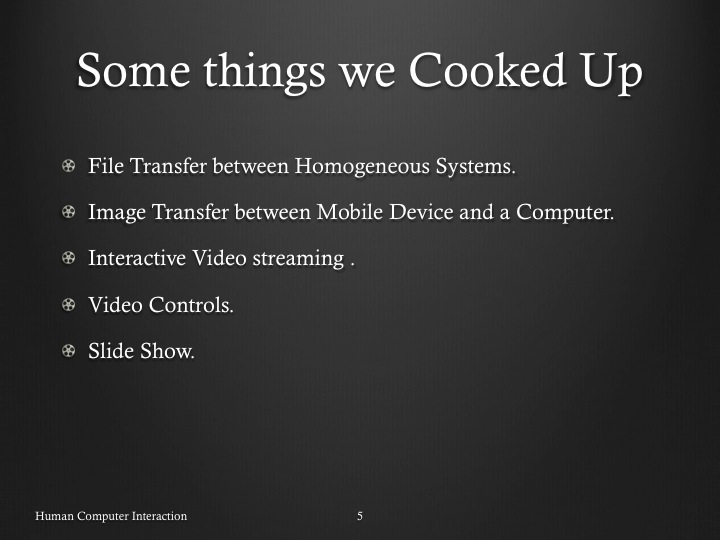 Some things we Cooked Up
File Transfer between Homogeneous Systems.
Image Transfer between Mobile Device and a Computer.
Interactive Video streaming .
Video Controls.
Slide Show.
Human Computer Interaction
5